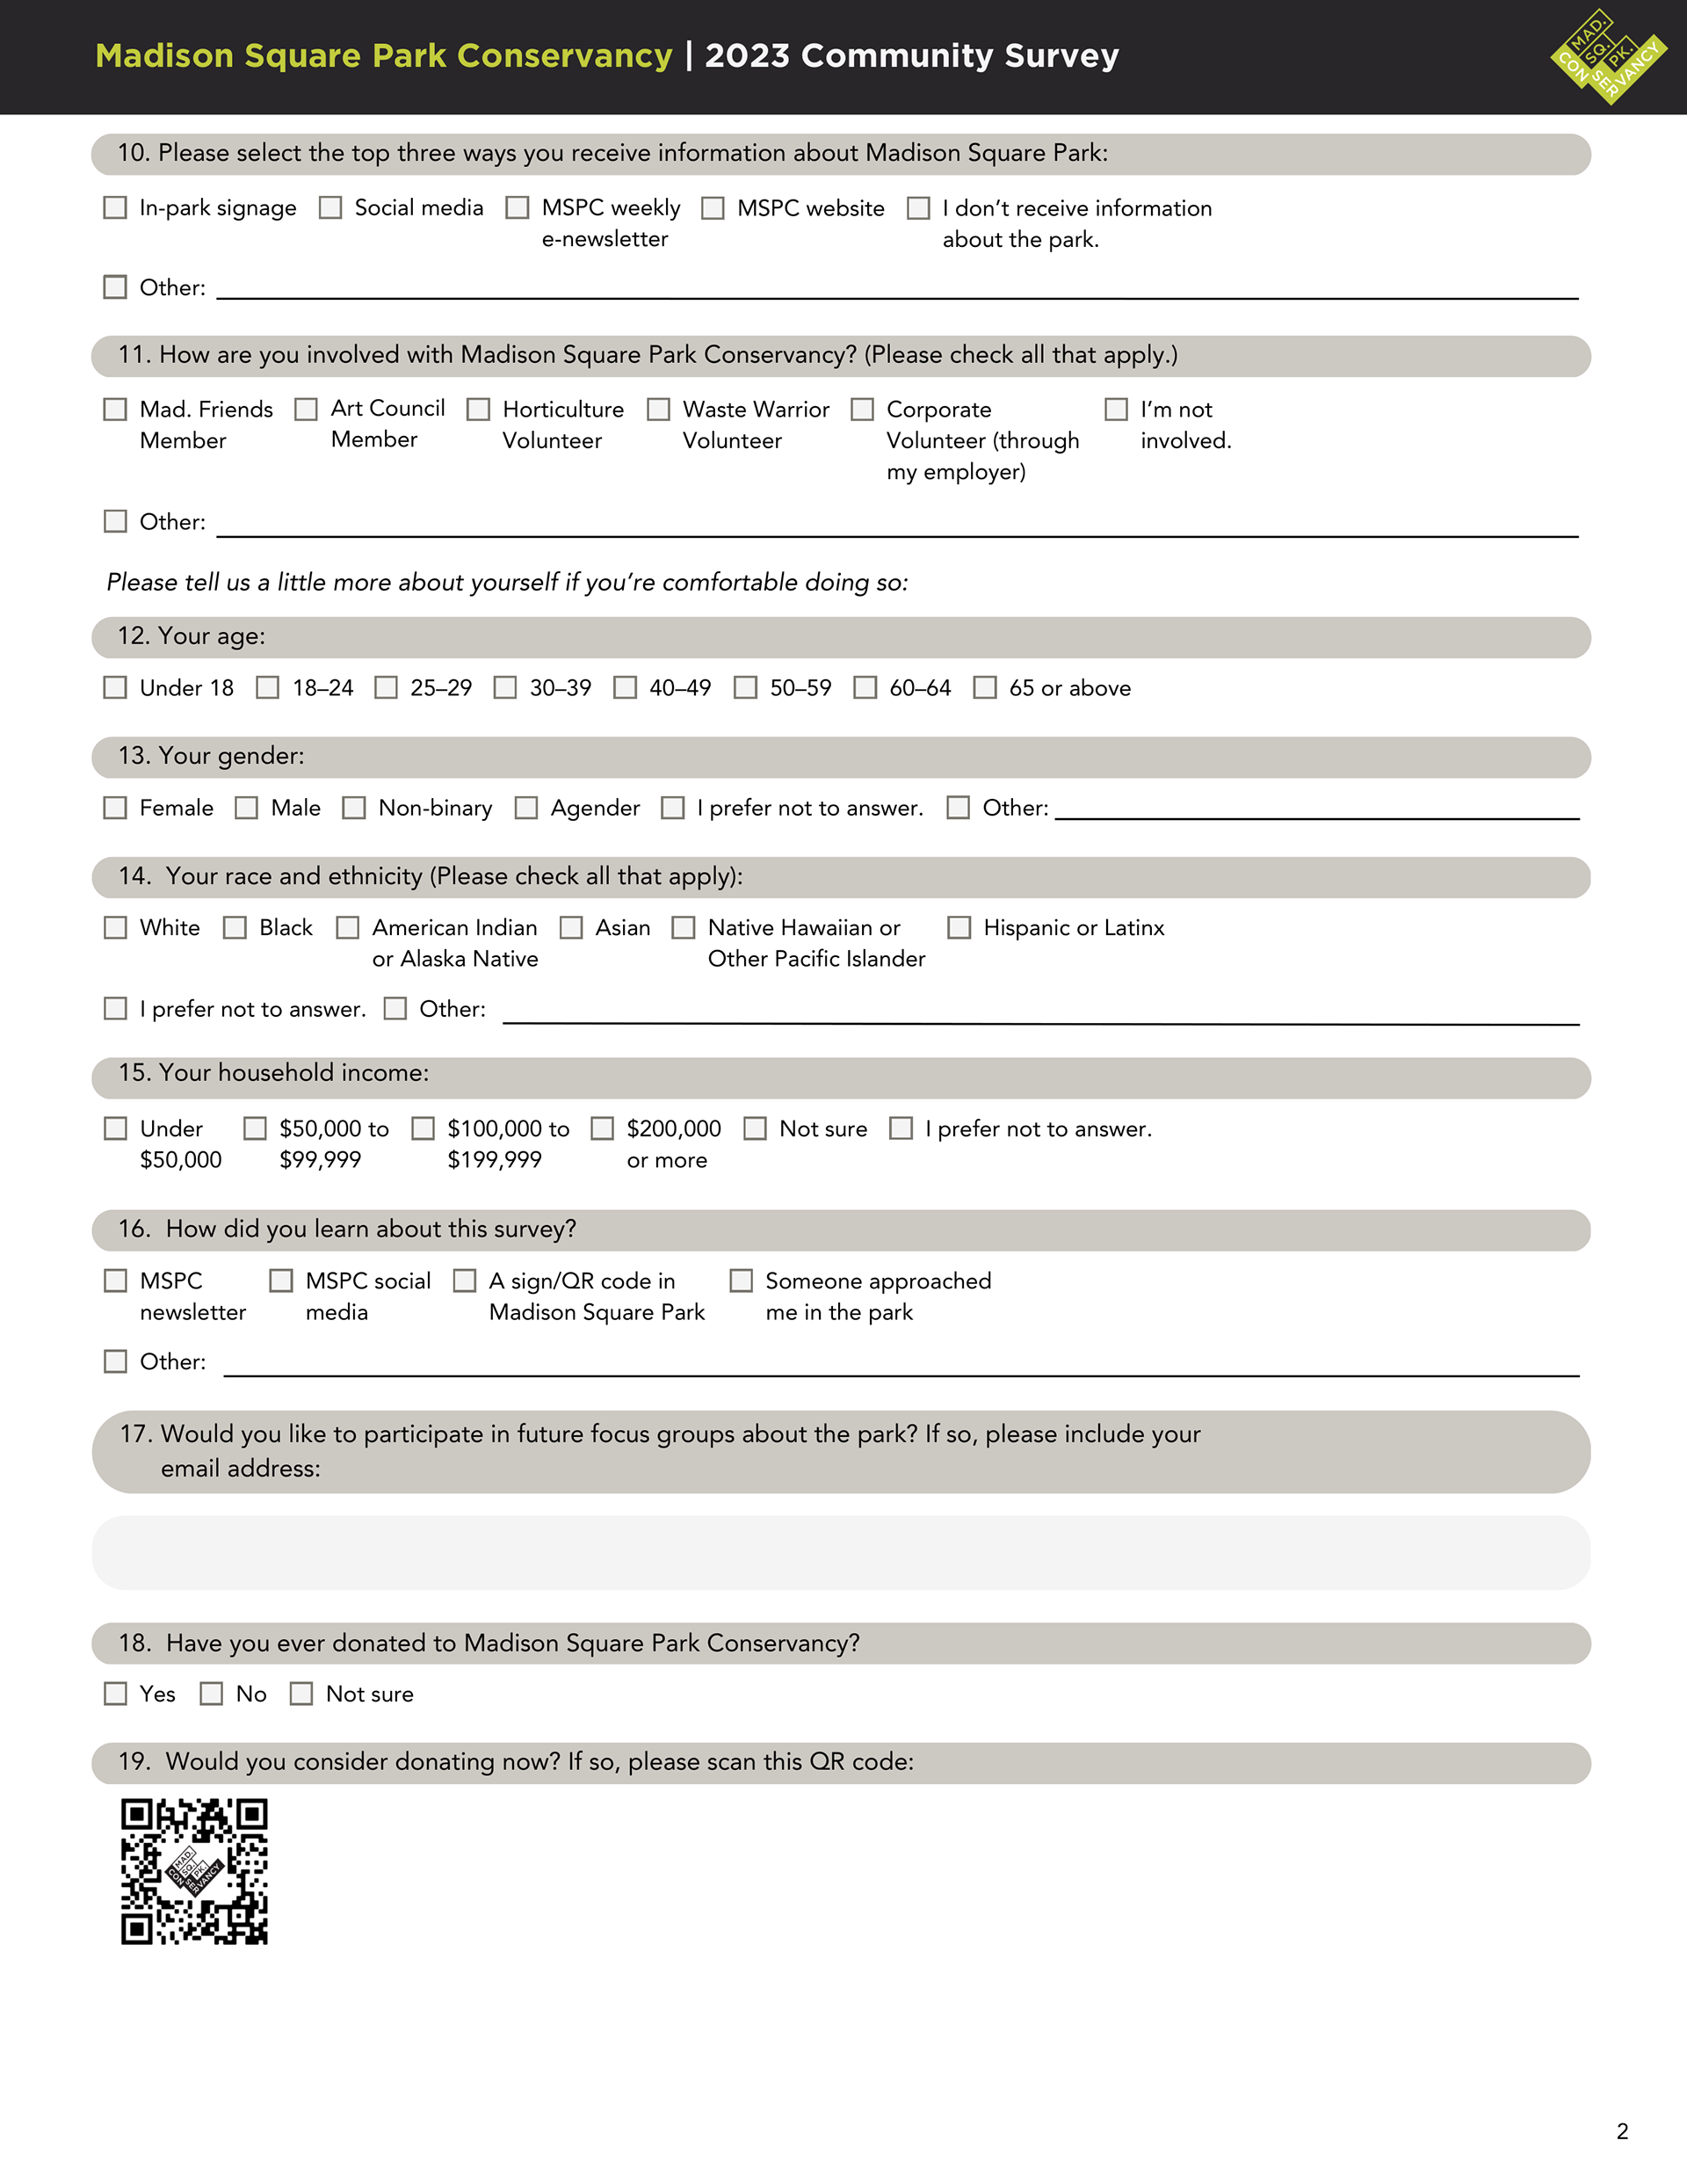 Madison Square Park Conservancy | 2023 Community Survey
MAD. SQ. PK. CONSERVANCY
10. Please select the top three ways you receive information about Madison Square Park:
In-park signage Social media MSPC weekly MSPC website I don’t receive information
e-newsletter about the park.
Other:
11. How are you involved with Madison Square Park Conservancy? (Please check all that apply.)
Mad. Friends Art Council Horticulture Waste Warrior Corporate I’m not
Member Member Volunteer Volunteer Volunteer (through involved.
my employer)
Other:
Please tell us a little more about yourself if you’re comfortable doing so:
12. Your age:
Under 18 18–24 25–29 30–39 40–49 50–59 60–64 65 or above
13. Your gender:
Female Male Non-binary Agender I prefer not to answer. Other:
14. Your race and ethnicity (Please check all that apply):
White Black American Indian Asian Native Hawaiian or Hispanic or Latinx
or Alaska Native Other Pacific Islander
I prefer not to answer. Other:
15. Your household income:
Under $50,000 to $100,000 to $200,000 Not sure I prefer not to answer.
$50,000 $99,999 $199,999 or more
16. How did you learn about this survey?
MSPC MSPC social A sign/QR code in Someone approached
newsletter media Madison Square Park me in the park
Other:
17. Would you like to participate in future focus groups about the park? If so, please include your
email address:
18. Have you ever donated to Madison Square Park Conservancy?
Yes No Not sure
19. Would you consider donating now? If so, please scan this QR code:
MAD. SQ. PK. CONSERVANCY
2